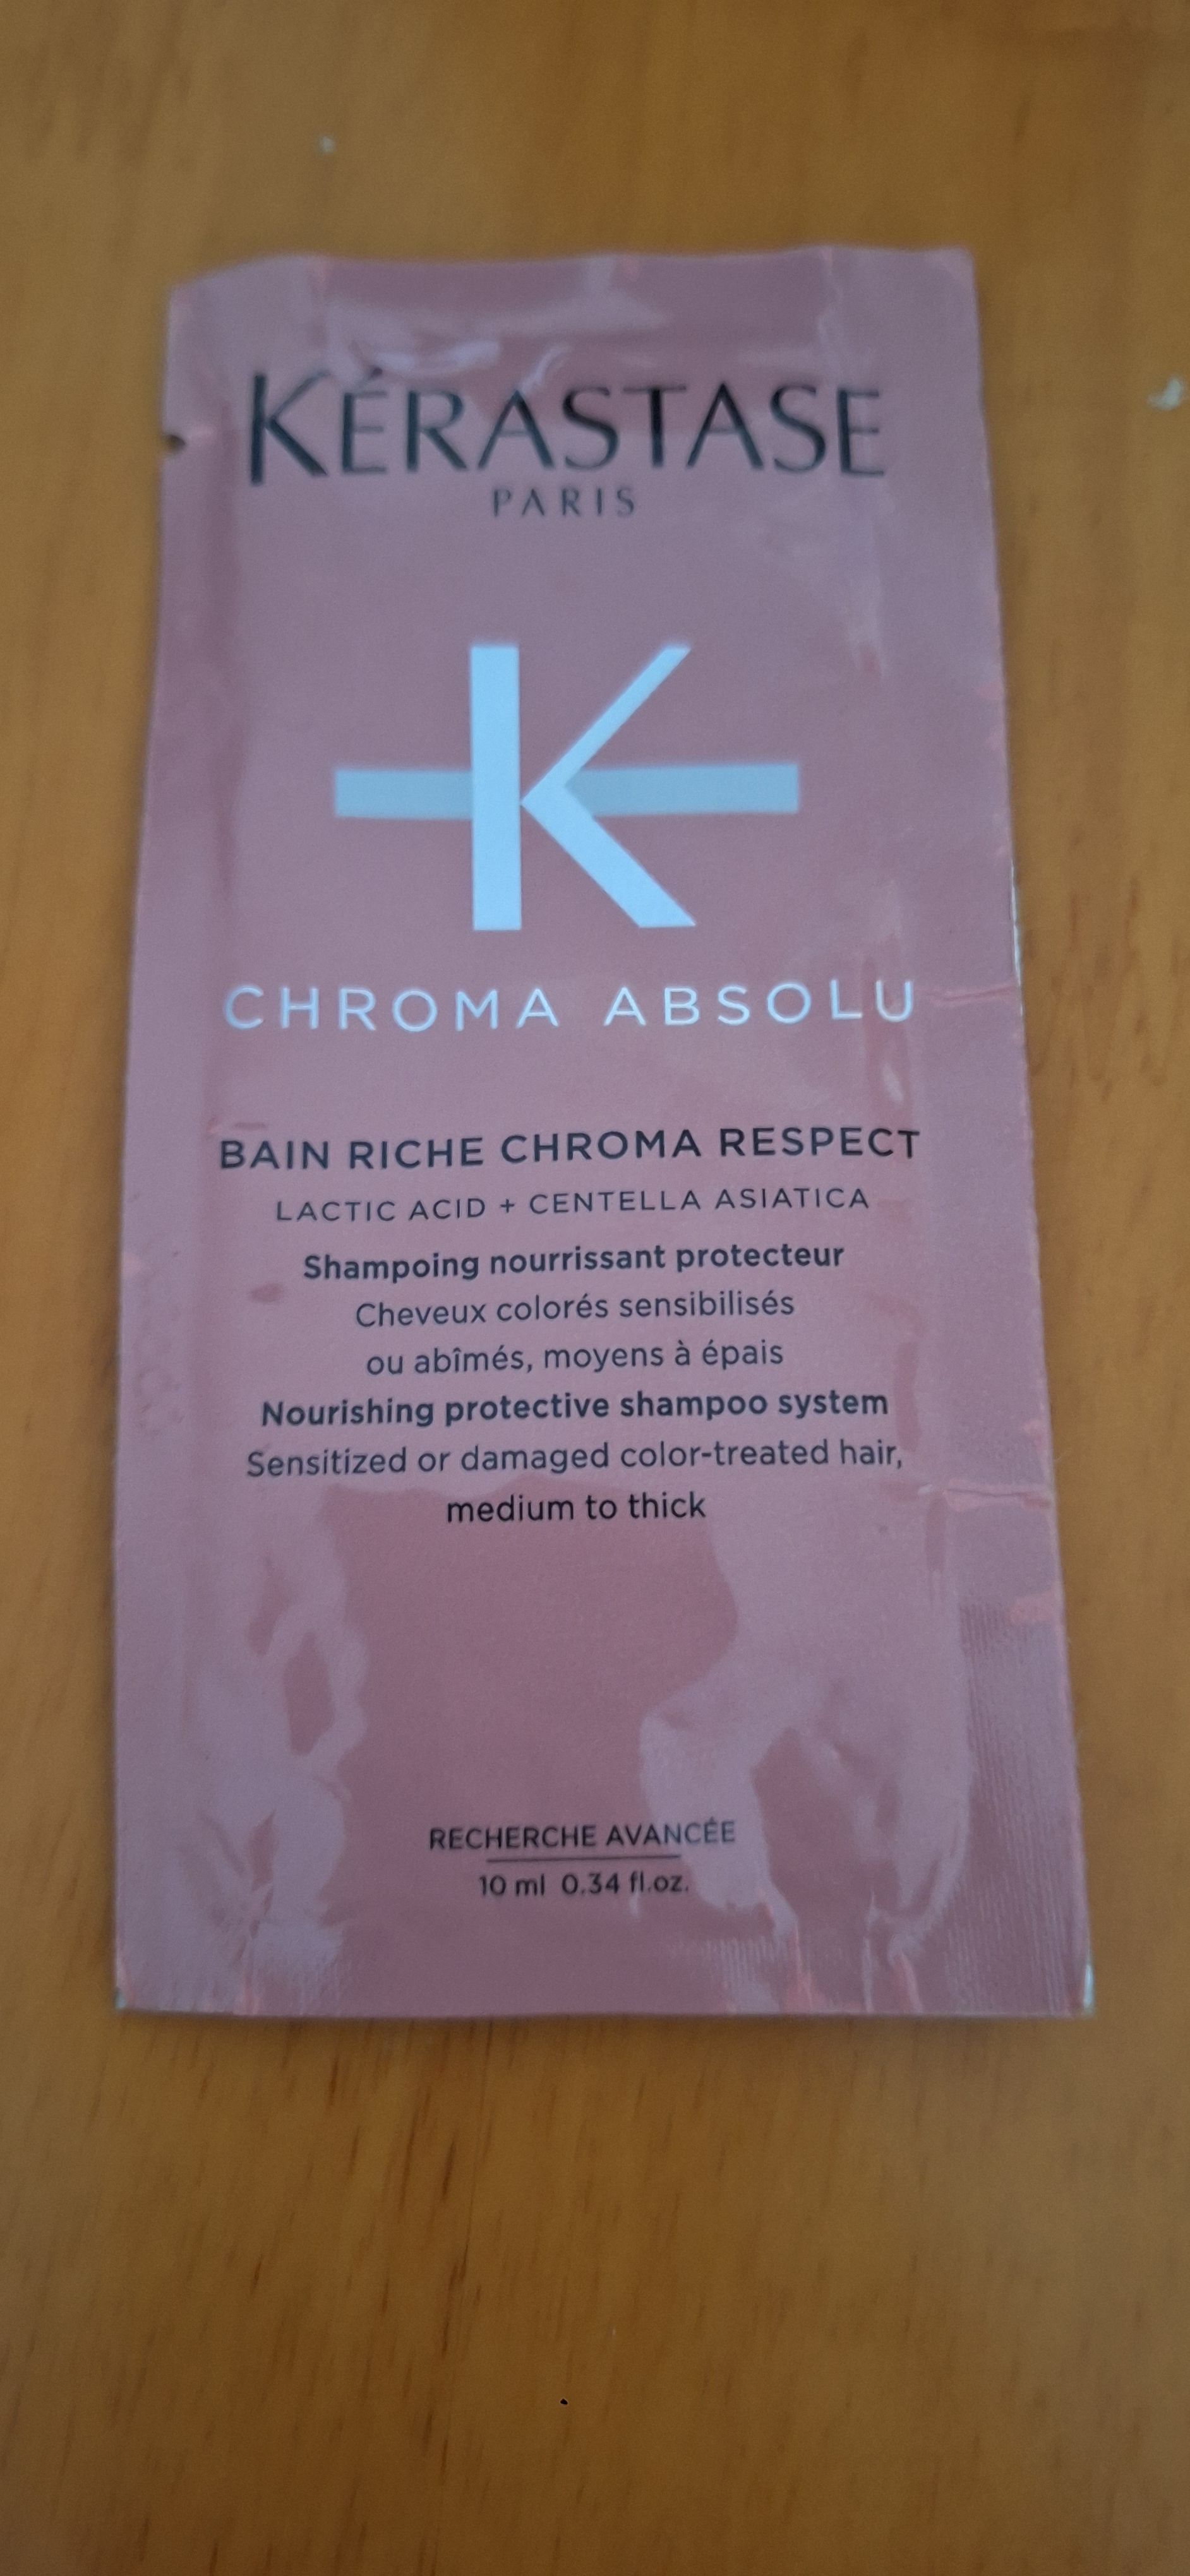 KÉRASTASE
PARIS
K
CHROMA ABSOLU
BAIN RICHE CHROMA RESPECT
LACTIC ACID + CENTELLA ASIATICA
Shampoing nourrissant protecteur
Cheveux colorés sensibilisés
ou abîmés, moyens à épais
Nourishing protective shampoo system
Sensitized or damaged color-treated hair,
medium to thick
RECHERCHE AVANCÉE
10 ml 0.34 fl.oz.